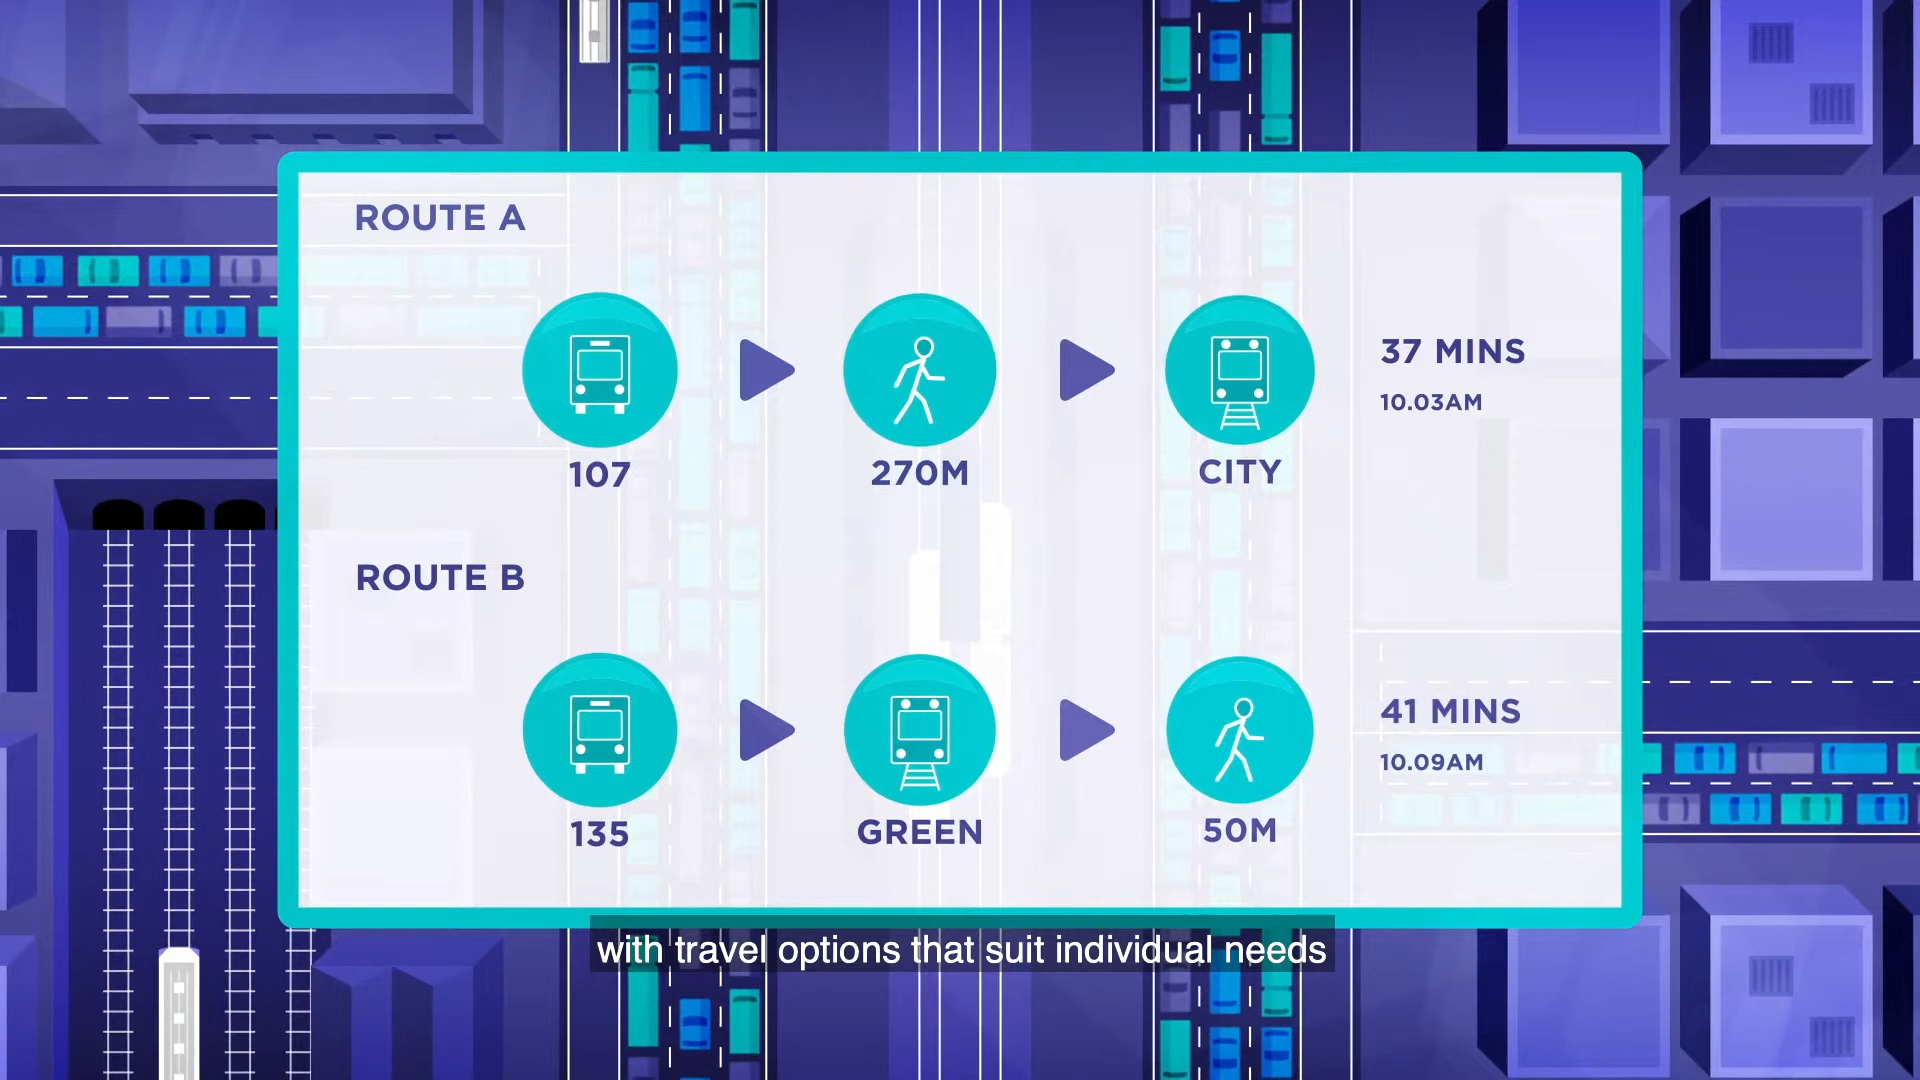 ROUTE A
37 MINS
10.03AM
107
270M
CITY
ROUTE B
41 MINS
10.09AM
135
GREEN
50M
with travel options that suit individual needs